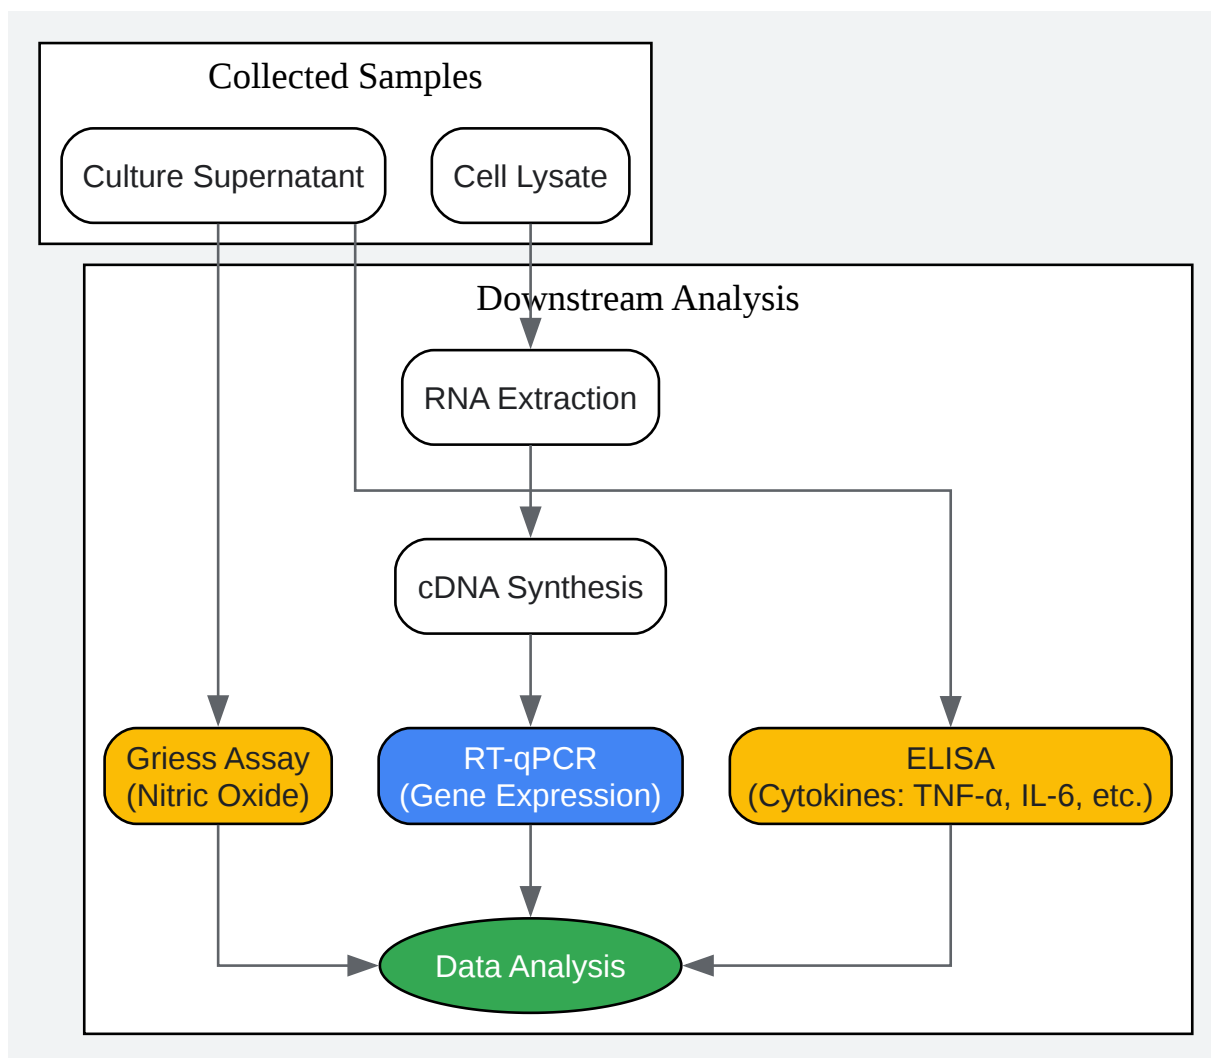 Collected Samples
Culture Supernatant
Cell Lysate
Downstream Analysis
RNA Extraction
cDNA Synthesis
Griess Assay
(Nitric Oxide)
RT-qPCR
(Gene Expression)
ELISA
(Cytokines: TNF-α, IL-6, etc.)
Data Analysis